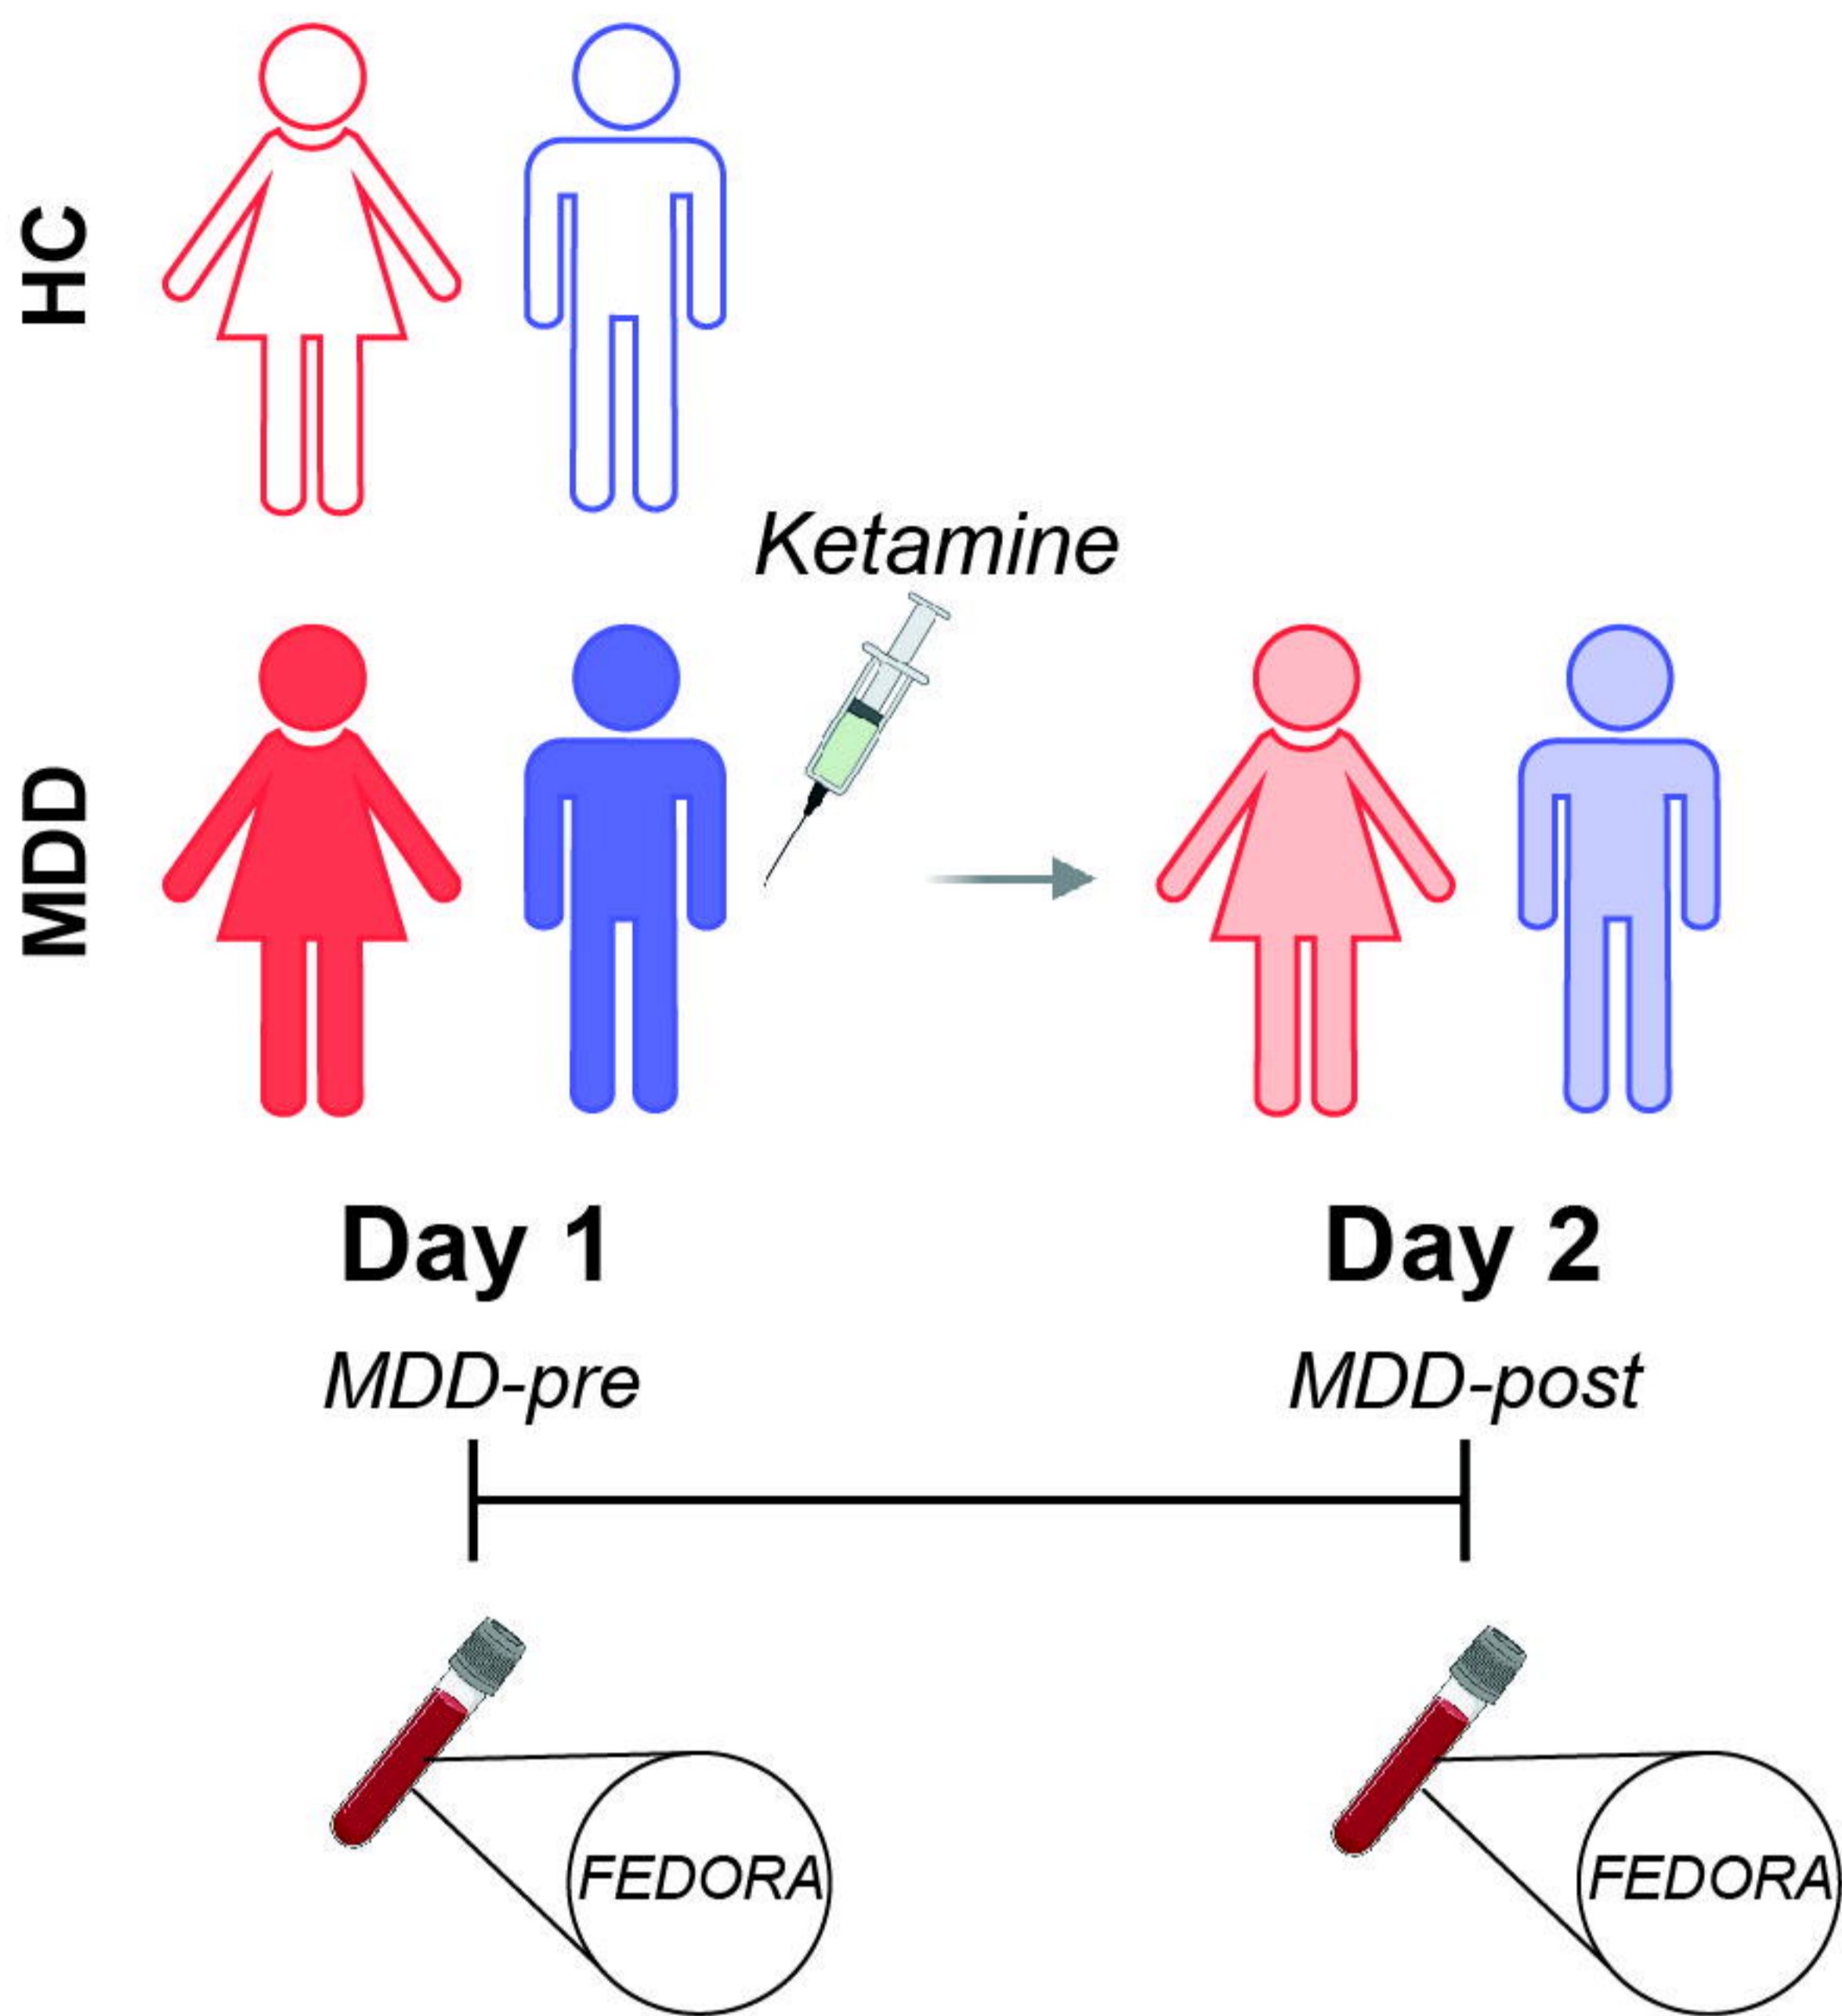 HC
Ketamine
MDD
Day 1
Day 2
MDD-pre
MDD-post
FEDORA
FEDORA